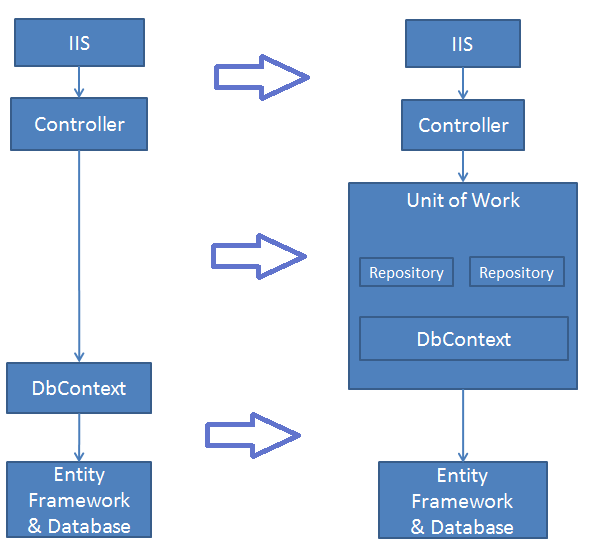 IIS
Controller
DbContext
Entity
Framework
& Database
IIS
Controller
Unit of Work
Repository
Repository
DbContext
Entity
Framework
& Database